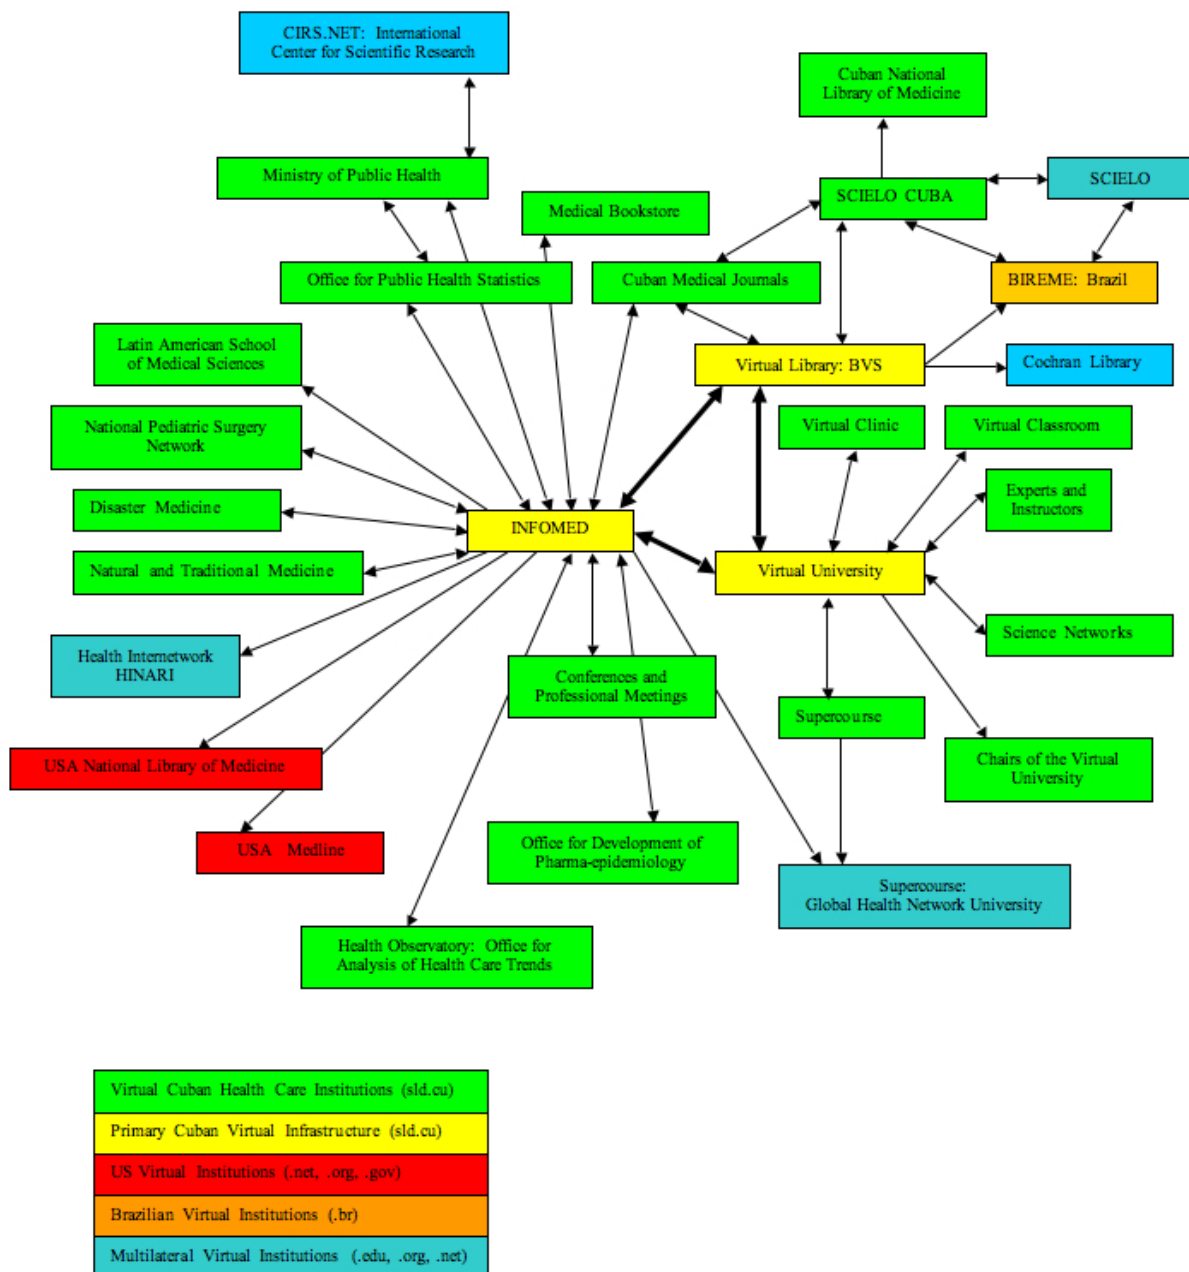 CIRS.NET: International
Center for Scientific Research
Cuban National
Library of Medicine
Ministry of Public Health
SCIELO CUBA
SCIELO
Medical Bookstore
Office for Public Health Statistics
Cuban Medical Journals
BIREME: Brazil
Latin American School
of Medical Sciences
Virtual Library: BVS
Cochran Library
National Pediatric Surgery
Network
Virtual Clinic
Virtual Classroom
Disaster Medicine
Experts and
Instructors
INFOMED
Natural and Traditional Medicine
Virtual University
Health Internetwork
HINARI
Conferences and
Professional Meetings
Science Networks
Supercourse
USA National Library of Medicine
Chairs of the Virtual
University
USA Medline
Office for Development of
Pharma-epidemiology
Supercourse:
Global Health Network University
Health Observatory: Office for
Analysis of Health Care Trends
Virtual Cuban Health Care Institutions (sld.cu)
Primary Cuban Virtual Infrastructure (sld.cu)
US Virtual Institutions (.net, .org, .gov)
Brazilian Virtual Institutions (.br)
Multilateral Virtual Institutions (.edu, .org, .net)